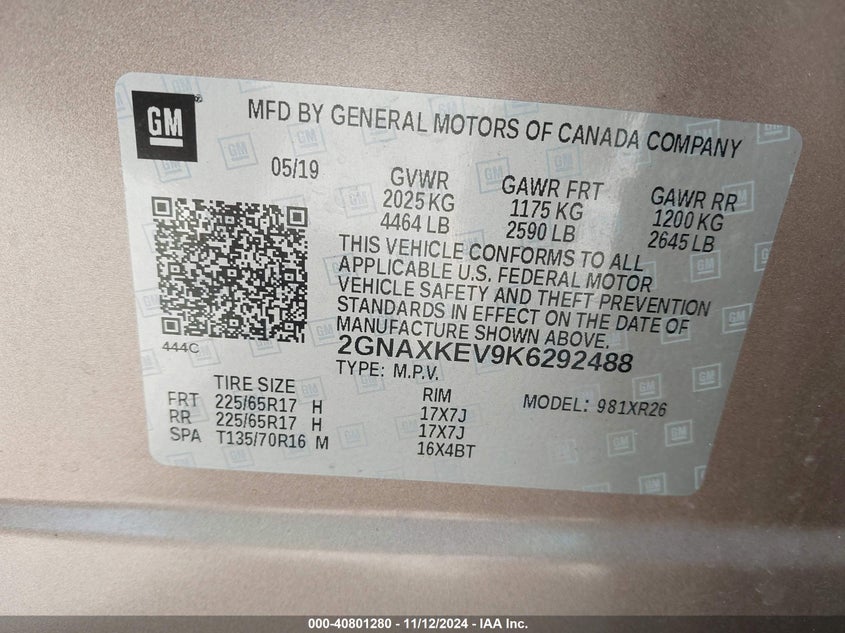 GM
MFD BY GENERAL MOTORS OF CANADA COMPANY
05/19
GVWR
2025 KG
4464 LB
GAWR FRT
1175 KG
2590 LB
GAWR RR
1200 KG
2645 LB
THIS VEHICLE CONFORMS TO ALL
APPLICABLE U.S. FEDERAL MOTOR
VEHICLE SAFETY AND THEFT PREVENTION
STANDARDS IN EFFECT ON THE DATE OF
MANUFACTURE SHOWN ABOVE.
444C
2GNAXKEV9K6292488
TYPE: M.P.V.
MODEL: 981XR26
TIRE SIZE
RIM
FRT 225/65R17 H 17X7J
RR 225/65R17 H 17X7J
SPA T135/70R16 M 16X4BT
000-40801280 - 11/12/2024 - IAAI.com